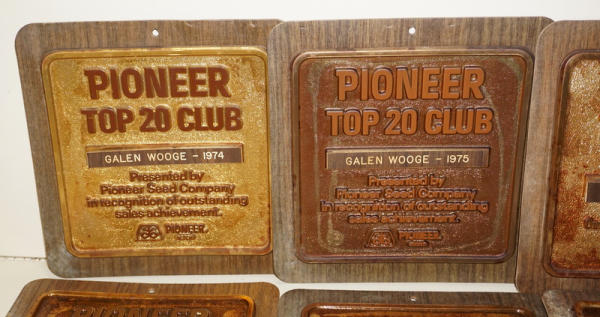 PIONEER
TOP 20 CLUB
GALEN WOOGE - 1974
Presented by
Pioneer Seed Company
in recognition of outstanding
sales achievement.
PIONEER
PIONEER
TOP 20 CLUB
GALEN WOOGE - 1975
Presented by
Pioneer Seed Company
in recognition of outstanding
sales achievement.
PIONEER